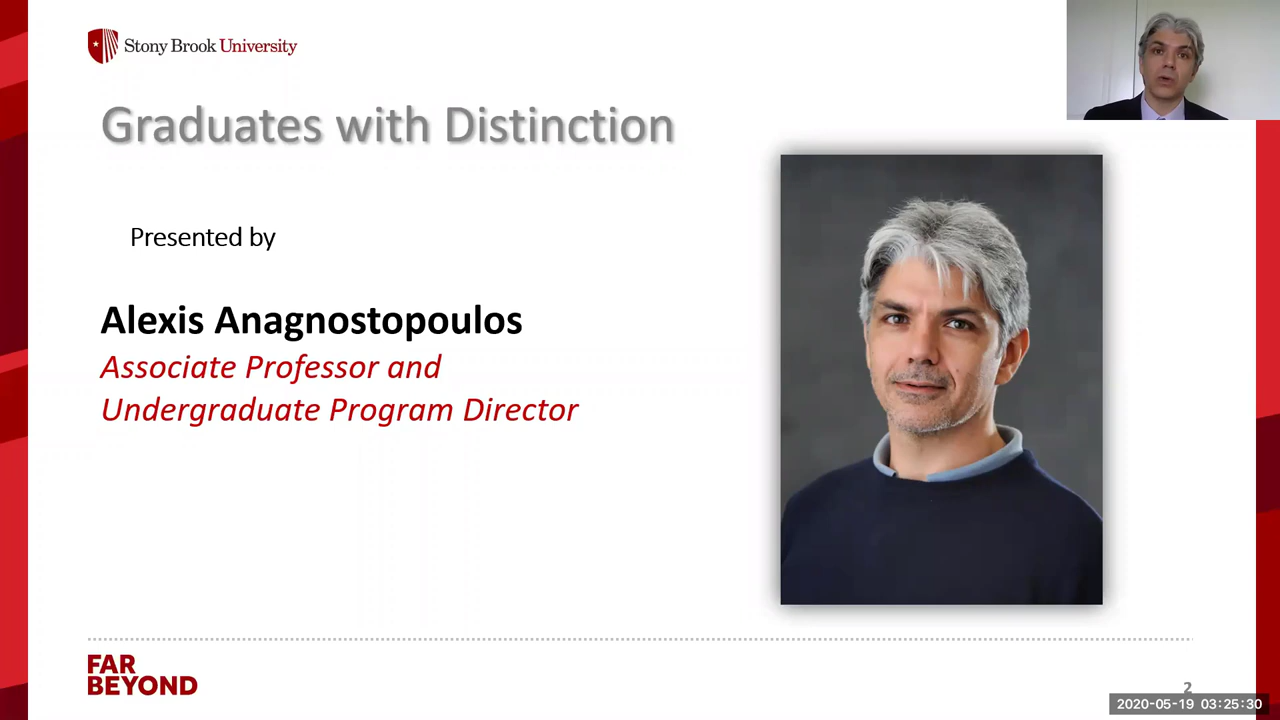 Stony Brook University
Graduates with Distinction
Presented by
Alexis Anagnostopoulos
Associate Professor and
Undergraduate Program Director
FAR
BEYOND
2
2020-05-19 03:25:30